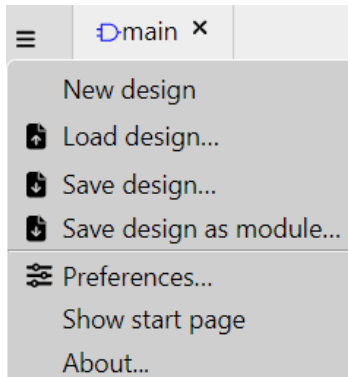 main
New design
Load design...
Save design...
Save design as module...
Preferences...
Show start page
About...